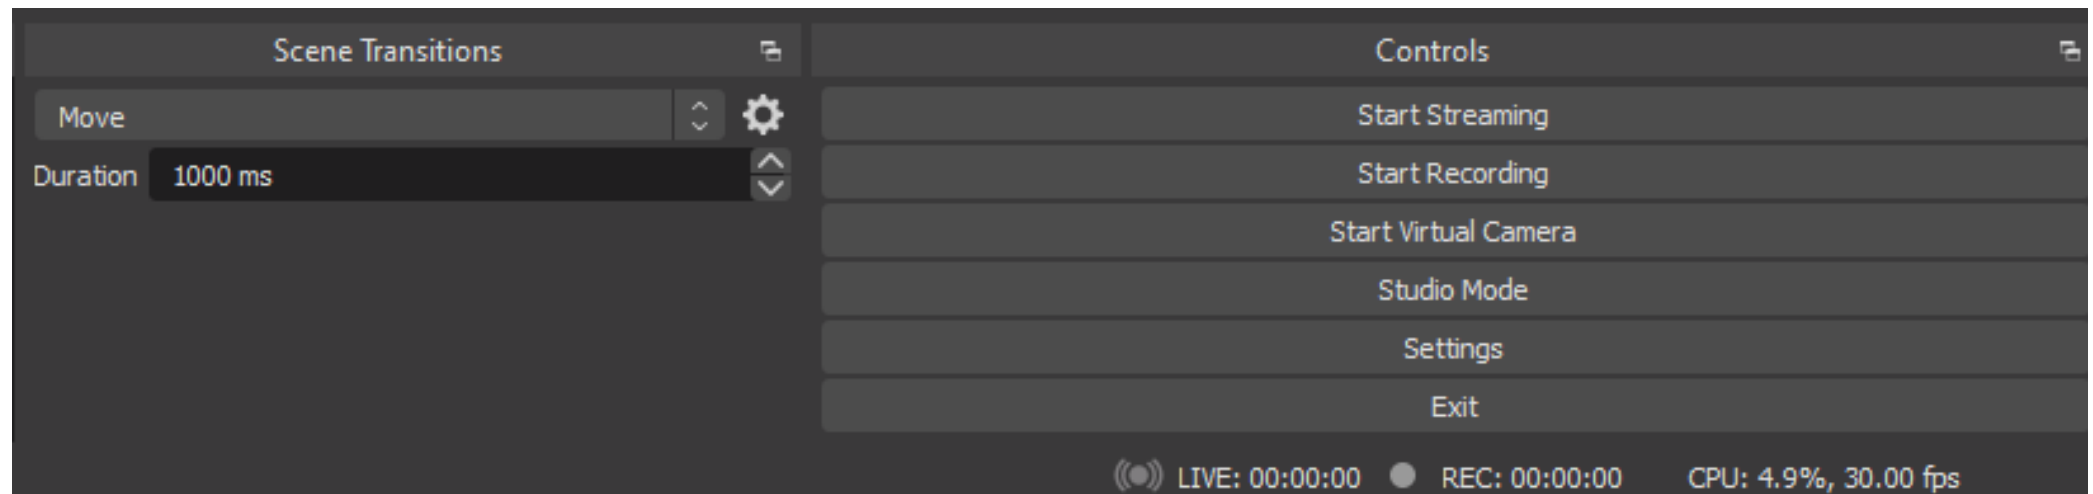 Scene Transitions
Move
Duration 1000 ms
Controls
Start Streaming
Start Recording
Start Virtual Camera
Studio Mode
Settings
Exit
LIVE: 00:00:00 REC: 00:00:00 CPU: 4.9%, 30.00 fps